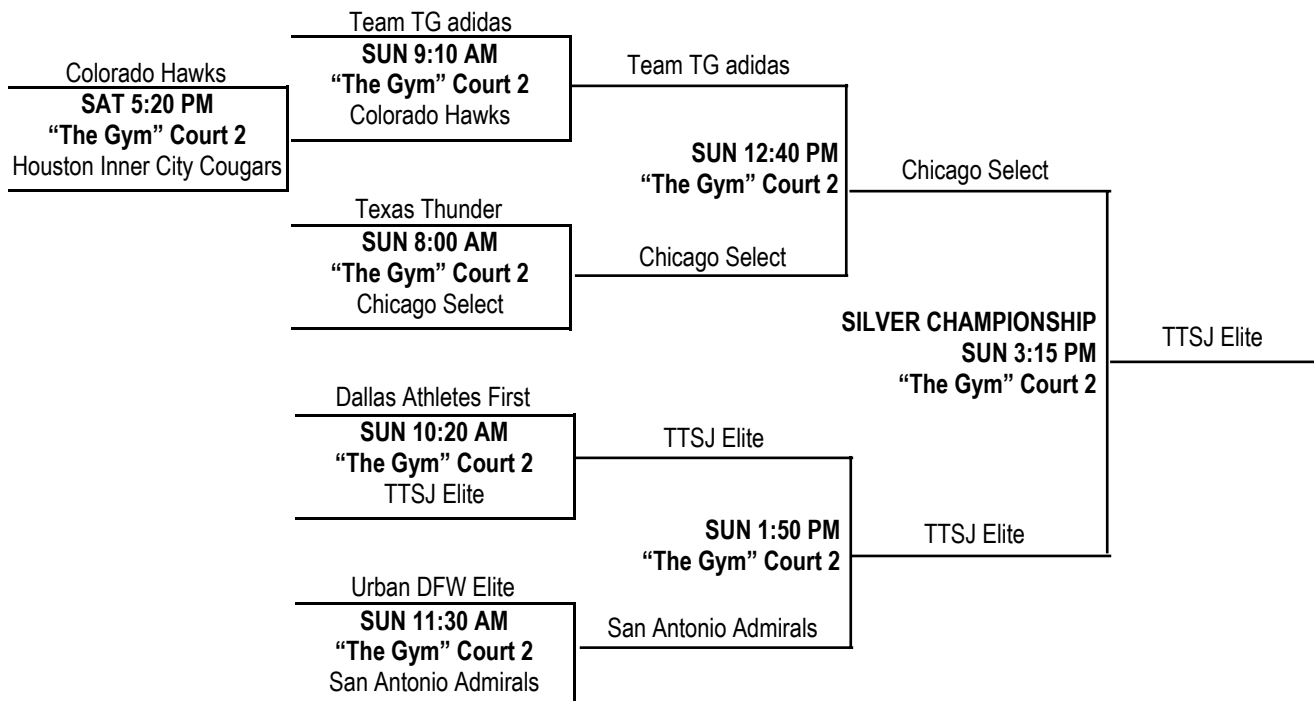 Colorado Hawks
SAT 5:20 PM
“The Gym” Court 2
Houston Inner City Cougars
Team TG adidas
SUN 9:10 AM
“The Gym” Court 2
Colorado Hawks
Texas Thunder
SUN 8:00 AM
“The Gym” Court 2
Chicago Select
Dallas Athletes First
SUN 10:20 AM
“The Gym” Court 2
TTSJ Elite
Urban DFW Elite
SUN 11:30 AM
“The Gym” Court 2
San Antonio Admirals
Team TG adidas
SUN 12:40 PM
“The Gym” Court 2
Chicago Select
TTSJ Elite
SUN 1:50 PM
“The Gym” Court 2
San Antonio Admirals
Chicago Select
SILVER CHAMPIONSHIP
SUN 3:15 PM
“The Gym” Court 2
TTSJ Elite
TTSJ Elite